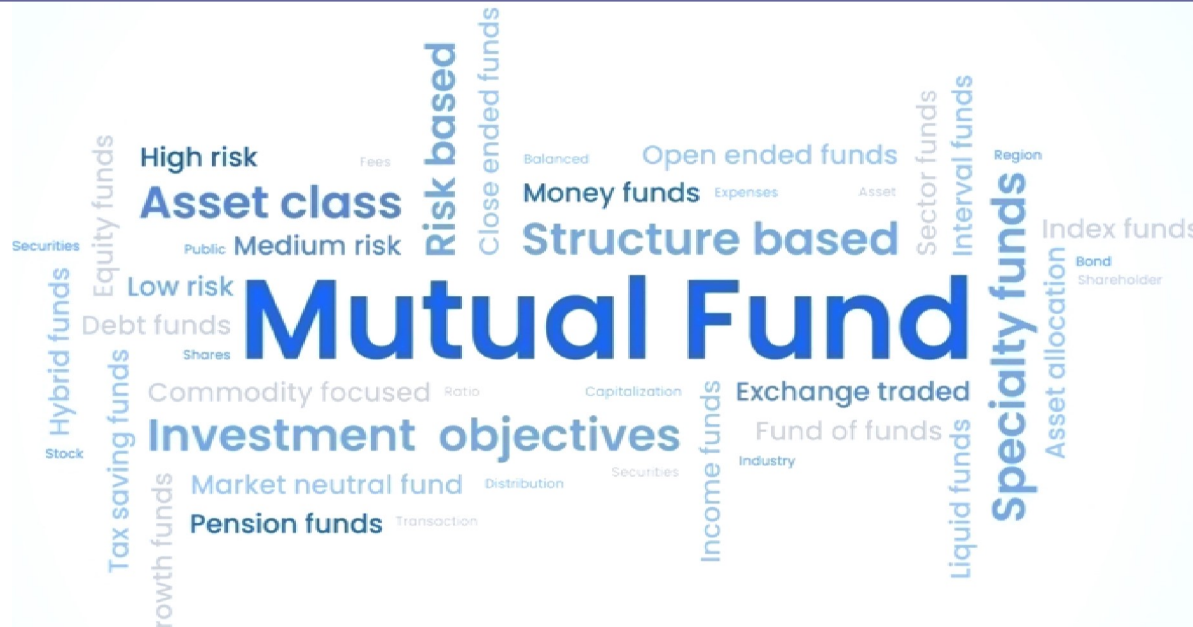 Close ended funds
Risk based
Interval funds
Sector funds
Equity funds
High risk
Fees
Balanced
Open ended funds
Region
Asset class
Money funds
Expenses
Asset
Specialty funds
Securities
Public
Medium risk
Structure based
Index funds
Asset allocation
Bond
Shareholder
Hybrid funds
Low risk
Mutual Fund
Debt funds
Shares
Tax saving funds
Commodity focused
Ratio
Capitalization
Income funds
Exchange traded
Investment objectives
Fund of funds
Liquid funds
Stock
Industry
Securities
rowth funds
Market neutral fund
Distribution
Pension funds
Transaction